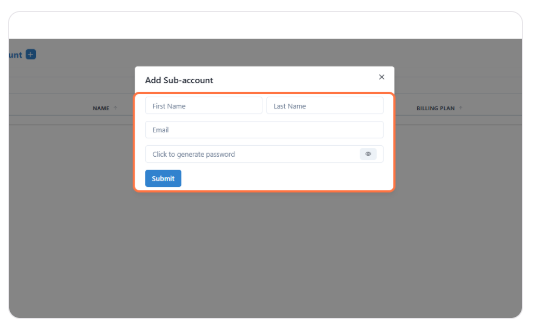 unt
Add Sub-account
NAME
BILLING PLAN
First Name Last Name
Email
Click to generate password
Submit